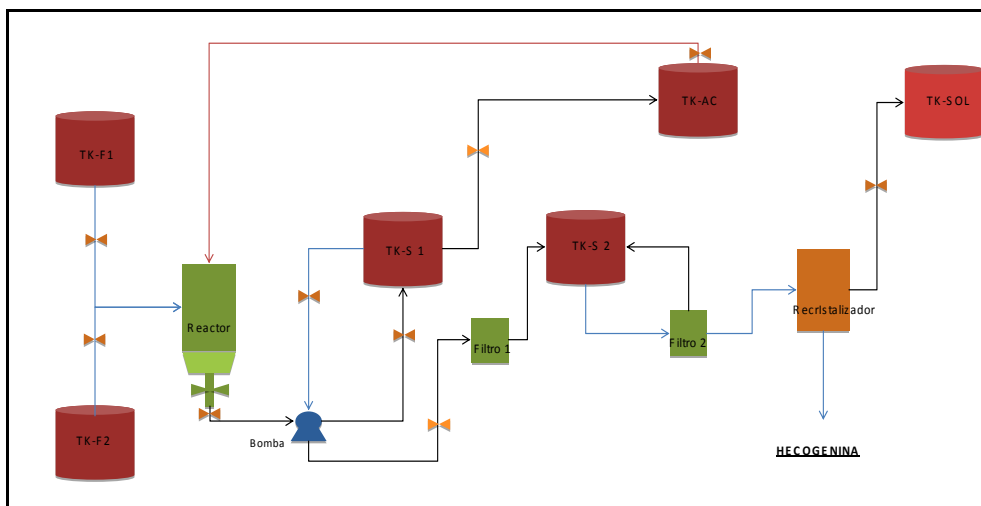 TK-AC
TK-SOL
TK-F1
TK-S 1
TK-S 2
Reactor
Filtro 1
Filtro 2
Recristalizador
TK-F2
Bomba
HECOGENINA